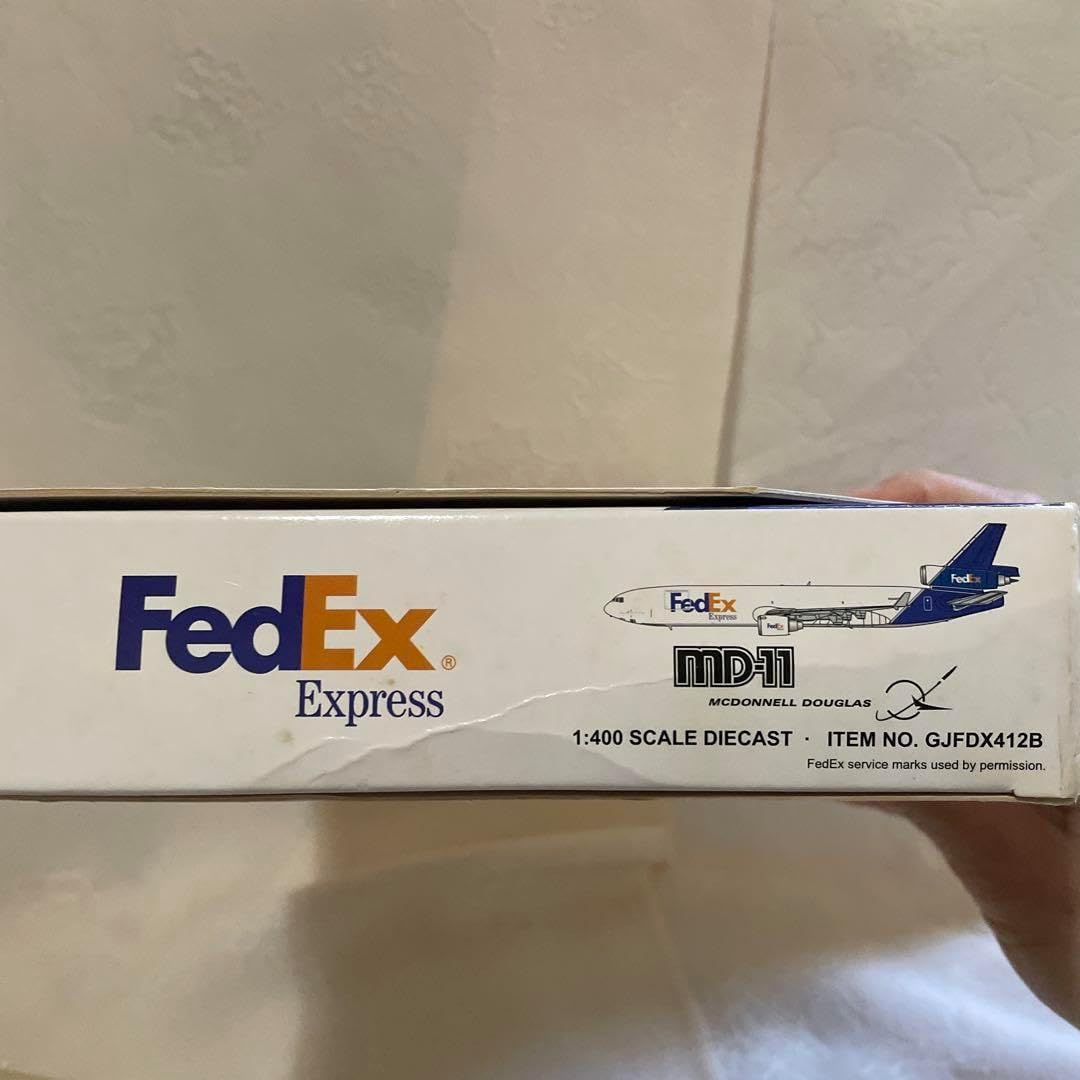 FedEx®
Express
FedEx
FedEx
Express
FedEx
MD-11
MCDONNELL DOUGLAS
1:400 SCALE DIECAST · ITEM NO. GJFDX412B
FedEx service marks used by permission.